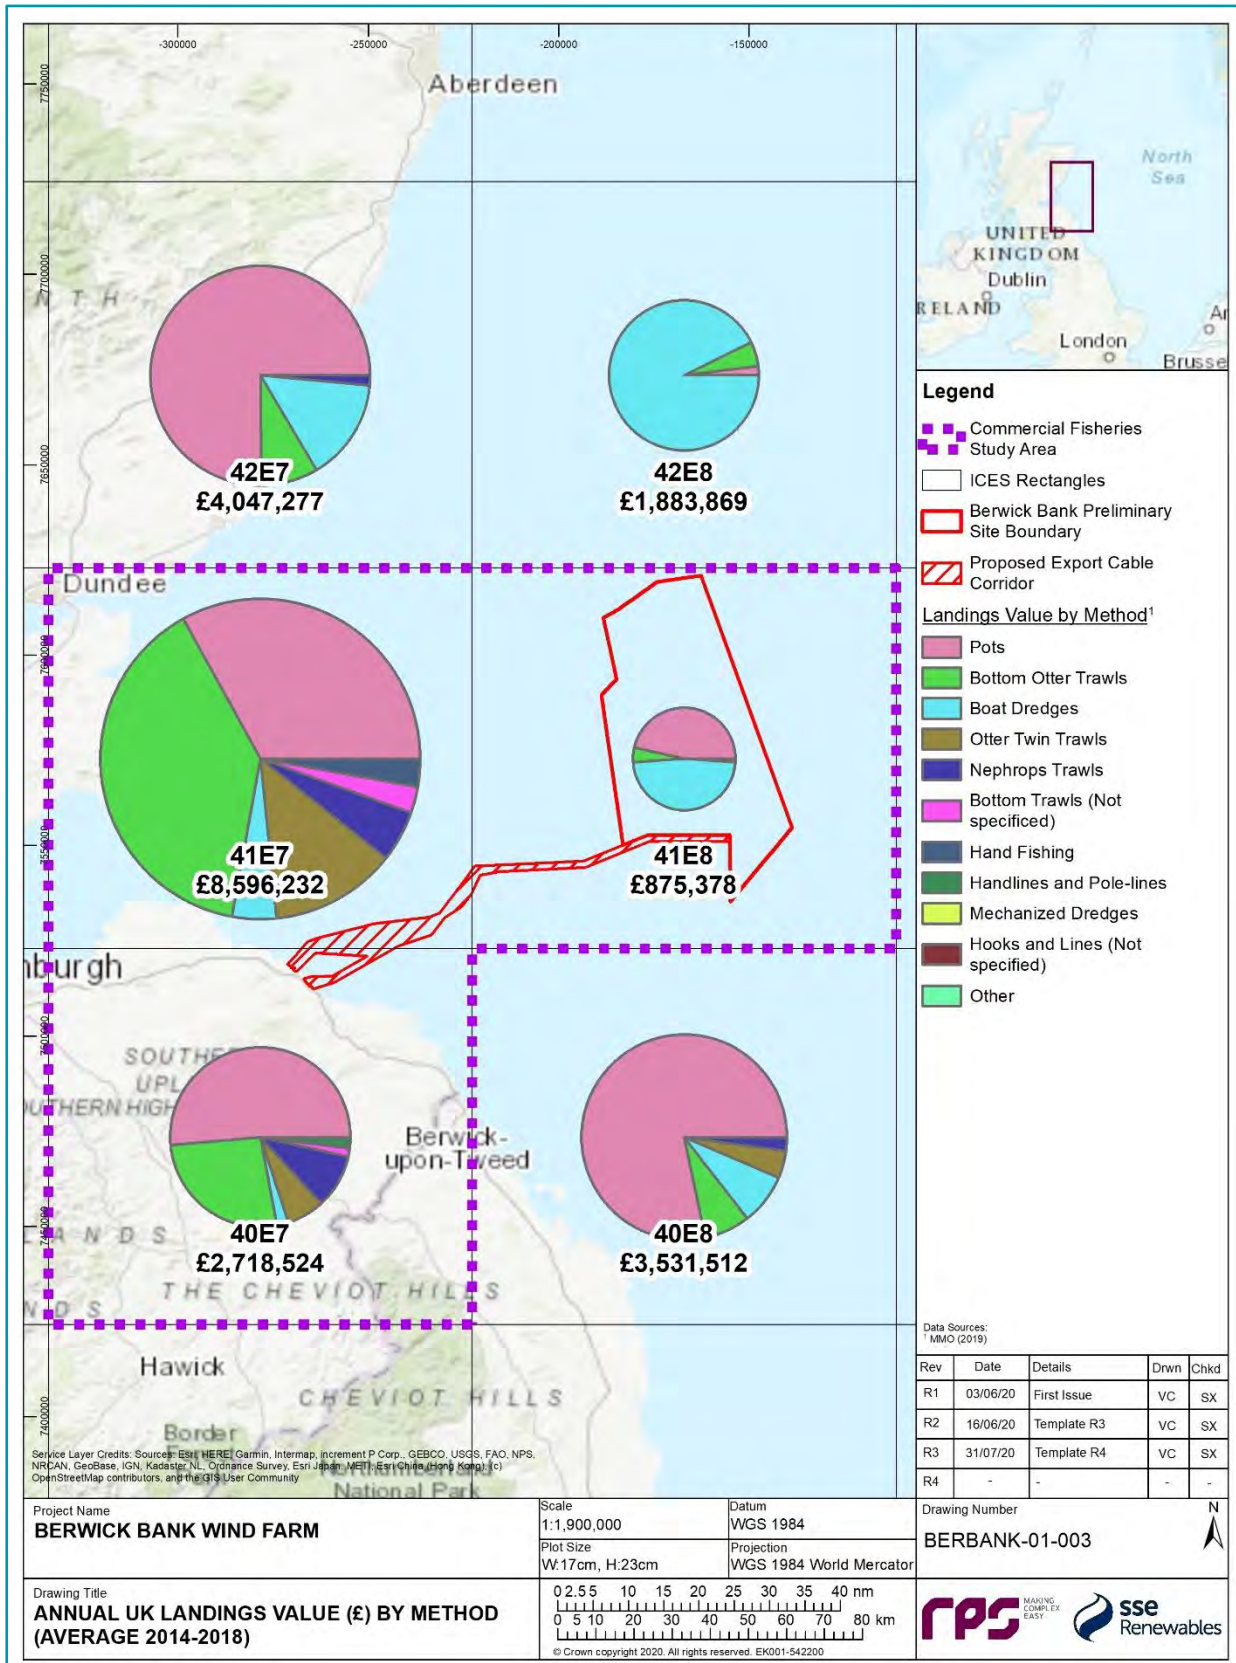 -300000
-250000
-200000
-150000
7750000
7700000
7650000
7600000
7550000
7500000
7450000
7400000
Aberdeen
N T H
42E7
£4,047,277
42E8
£1,883,869
Dundee
41E7
£8,596,232
41E8
£875,378
nburgh
SOUTHE
UPL
OUTHERN HIGH
Berwick-
upon-Tweed
40E7
£2,718,524
40E8
£3,531,512
L A N D S
THE CHEVIOT HILLS
N D S
Hawick
CHEVIOT HILLS
Border
National Park
Service Layer Credits: Sources: Esri, HERE, Garmin, Intermap, increment P Corp., GEBCO, USGS, FAO, NPS,
NRCAN, GeoBase, IGN, Kadaster NL, Ordnance Survey, Esri Japan, METI, Esri China (Hong Kong), (c)
OpenStreetMap contributors, and the GIS User Community
North
Sea
UNITED
KINGDOM
Dublin
RELAND
London
Ar
Brusse
Legend
Commercial Fisheries
Study Area
ICES Rectangles
Berwick Bank Preliminary
Site Boundary
Proposed Export Cable
Corridor
Landings Value by Method¹
Pots
Bottom Otter Trawls
Boat Dredges
Otter Twin Trawls
Nephrops Trawls
Bottom Trawls (Not
specificed)
Hand Fishing
Handlines and Pole-lines
Mechanized Dredges
Hooks and Lines (Not
specified)
Other
Data Sources:
¹ MMO (2019)
Rev Date Details Drwn Chkd
R1 03/06/20 First Issue VC SX
R2 16/06/20 Template R3 VC SX
R3 31/07/20 Template R4 VC SX
R4 - - - -
Project Name
BERWICK BANK WIND FARM
Scale
1:1,900,000
Datum
WGS 1984
Plot Size
W:17cm, H:23cm
Projection
WGS 1984 World Mercator
Drawing Number
BERBANK-01-003
N
Drawing Title
ANNUAL UK LANDINGS VALUE (£) BY METHOD
(AVERAGE 2014-2018)
0 2.5 5 10 15 20 25 30 35 40 nm
0 5 10 20 30 40 50 60 70 80 km
© Crown copyright 2020. All rights reserved. EK001-542200
rps
MAKING
COMPLEX
EASY
sse
Renewables